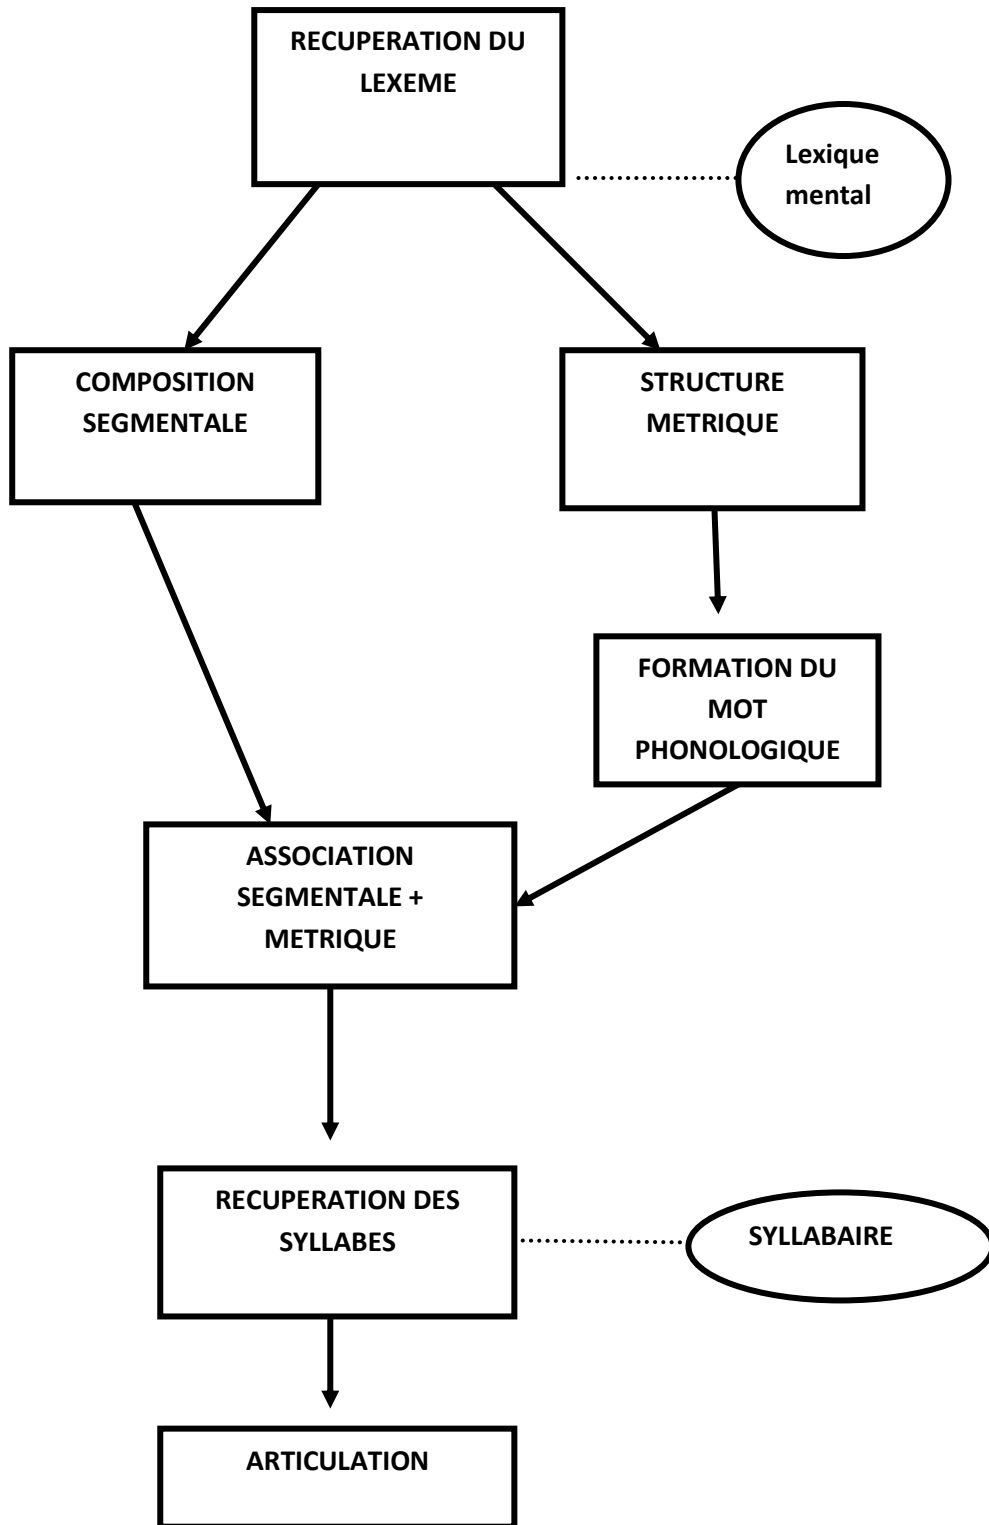 RECUPERATION DU
LEXEME
Lexique
mental
COMPOSITION
SEGMENTALE
STRUCTURE
METRIQUE
FORMATION DU
MOT
PHONOLOGIQUE
ASSOCIATION
SEGMENTALE +
METRIQUE
RECUPERATION DES
SYLLABES
SYLLABAIRE
ARTICULATION